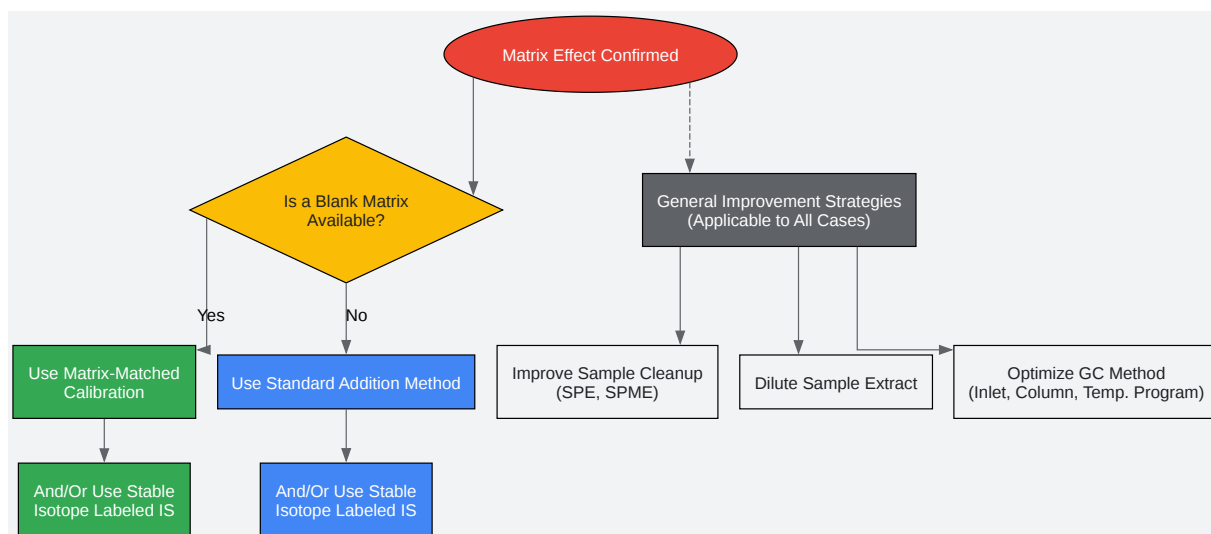 Matrix Effect Confirmed
Is a Blank Matrix
Available?
General Improvement Strategies
(Applicable to All Cases)
Yes
No
Use Matrix-Matched
Calibration
Use Standard Addition Method
Improve Sample Cleanup
(SPE, SPME)
Dilute Sample Extract
Optimize GC Method
(Inlet, Column, Temp. Program)
And/Or Use Stable
Isotope Labeled IS
And/Or Use Stable
Isotope Labeled IS